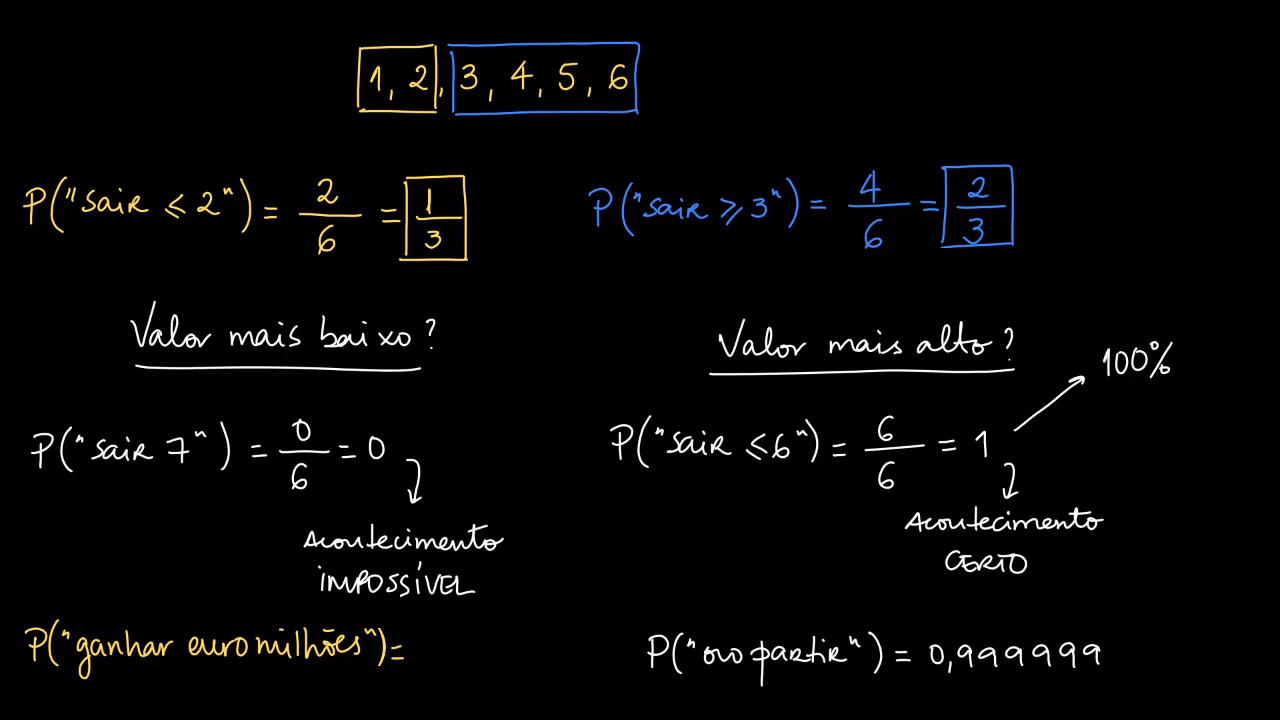 1, 2, 3, 4, 5, 6
P("sair ≤ 2") = 2/6 = 1/3
P("sair ≥ 3") = 4/6 = 2/3
Valor mais baixo?
Valor mais alto?
100%
P("sair 7") = 0/6 = 0
P("sair ≤ 6") = 6/6 = 1
Acontecimento
IMPOSSÍVEL
Acontecimento
CERTO
P("ganhar euromilhões") =
P("ovo partir") = 0,999999